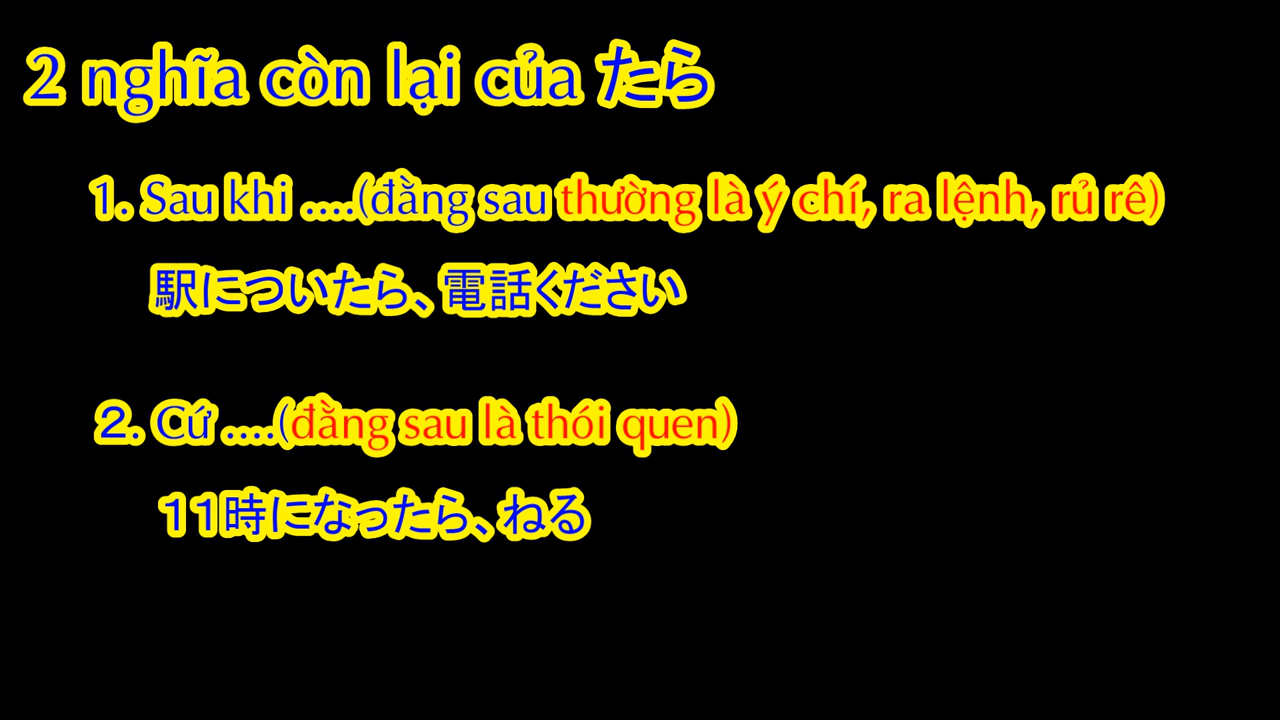 2 nghĩa còn lại của たら
1. Sau khi ....(đằng sau thường là ý chí, ra lệnh, rủ rê)
駅についたら、電話ください
２. Cứ ....(đằng sau là thói quen)
１１時になったら、ねる